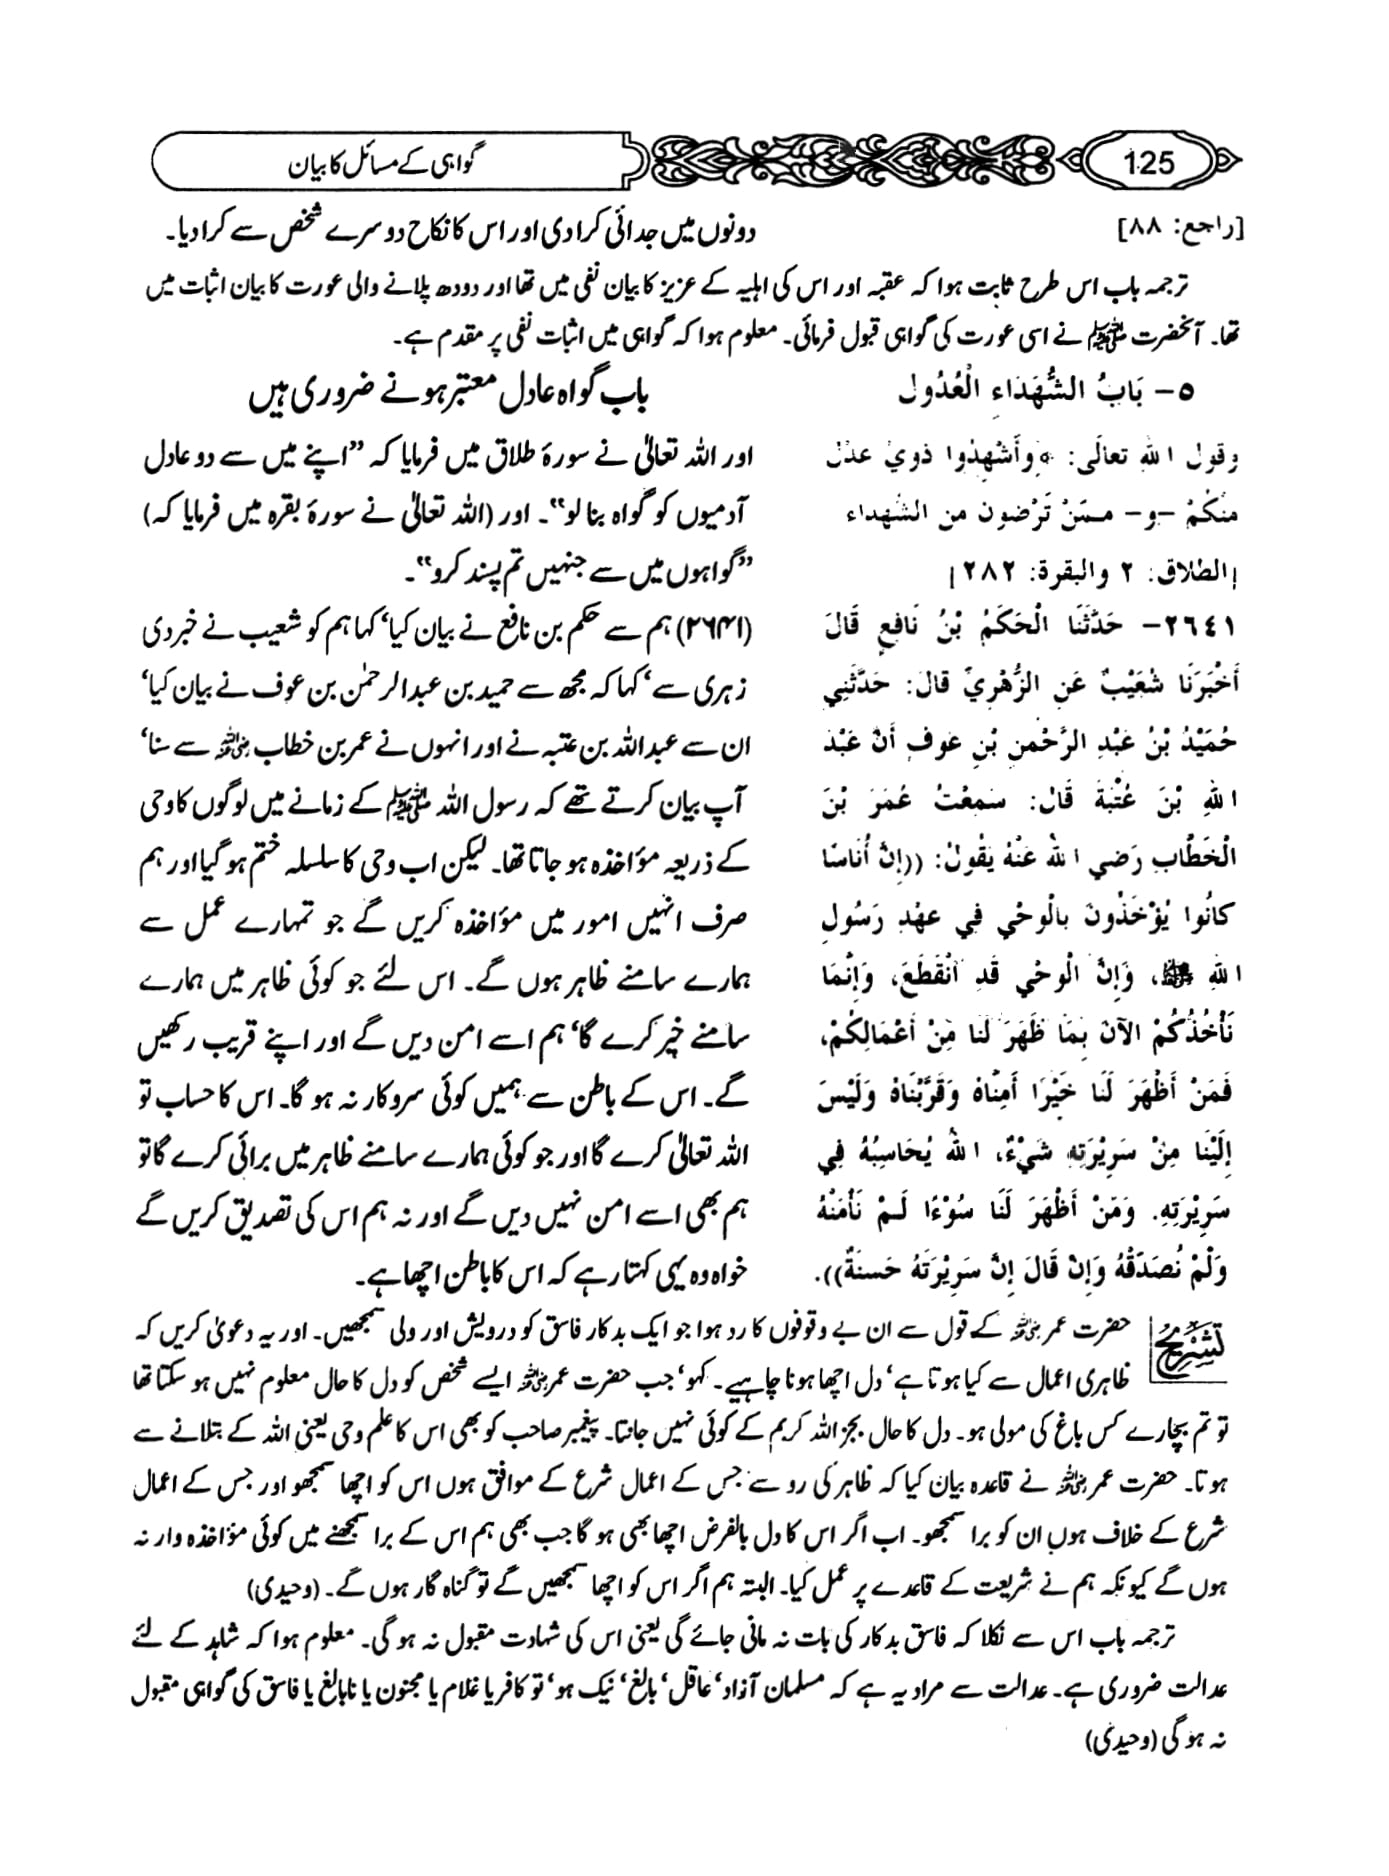 125
گواہی کے مسائل کا بیان
[راجع: ٨٨]
دونوں میں جدائی کرا دی اور اس کا نکاح دوسرے شخص سے کرا دیا۔
ترجمہ باب اس طرح ثابت ہوا کہ عقبہ اور اس کی اہلیہ کے عزیز کا بیان نفی میں تھا اور دودھ پلانے والی عورت کا بیان اثبات میں
تھا۔ آنحضرت ﷺ نے اسی عورت کی گواہی قبول فرمائی۔ معلوم ہوا کہ گواہی میں اثبات نفی پر مقدم ہے۔
٥- بَابُ الشُّهَدَاءِ الْعُدُولِ
وقول اللهِ تعالَى: ﴿وأَشْهِدُوا ذوَيْ عدْلٍ
منكُمْ -و- ممّنْ تَرْضون من الشُهداء﴾
[الطلاق: ٢ والبقرة: ٢٨٢]
٢٦٤١- حَدَّثَنَا الْحَكَمُ بْنُ نَافِعٍ قَالَ
أَخْبَرَنَا شُعَيْبٌ عَنِ الزُّهْرِيِّ قَالَ: حَدَّثَنِي
حُمَيْدُ بْنُ عَبْدِ الرَّحْمنِ بْنِ عَوفٍ أَنَّ عَبْدَ
اللهِ بْنَ عُتْبَةَ قَالَ: سَمِعْتُ عُمَرَ بْنَ
الْخَطَّابِ رَضِيَ اللهُ عَنْهُ يَقُولُ: ((إِنَّ أُنَاسًا
كَانُوا يُؤْخَذُونَ بِالْوَحْيِ فِي عَهْدِ رَسُولِ
اللهِ ﷺ، وَإِنَّ الْوَحْيَ قَدِ انْقَطَعَ، وَإِنَّمَا
نَأْخُذُكُمُ الآنَ بِمَا ظَهَرَ لَنَا مِنْ أَعْمَالِكُمْ،
فَمَنْ أَظْهَرَ لَنَا خَيْرًا أَمِنَّاهُ وَقَرَّبْنَاهُ وَلَيْسَ
إِلَيْنَا مِنْ سَرِيْرَتِهِ شَيْءٌ، اللهُ يُحَاسِبُهُ فِي
سَرِيْرَتِهِ. وَمَنْ أَظْهَرَ لَنَا سُوْءًا لَمْ نَأْمَنْهُ
وَلَمْ نُصَدِّقْهُ وَإِنْ قَالَ إِنَّ سَرِيْرَتَهُ حَسَنَةٌ)).
باب گواہ عادل معتبر ہونے ضروری ہیں
اور اللہ تعالیٰ نے سورۂ طلاق میں فرمایا کہ ”اپنے میں سے دو عادل
آدمیوں کو گواہ بنا لو“۔ اور (اللہ تعالیٰ نے سورۂ بقرہ میں فرمایا کہ)
”گواہوں میں سے جنہیں تم پسند کرو“۔
(۲۶۴۱) ہم سے حکم بن نافع نے بیان کیا‘ کہا ہم کو شعیب نے خبر دی
زہری سے‘ کہا کہ مجھ سے حمید بن عبدالرحمٰن بن عوف نے بیان کیا‘
ان سے عبداللہ بن عتبہ نے اور انہوں نے عمر بن خطاب رضی اللہ عنہ سے سنا‘
آپ بیان کرتے تھے کہ رسول اللہ ﷺ کے زمانے میں لوگوں کا وحی
کے ذریعہ مؤاخذہ ہو جاتا تھا۔ لیکن اب وحی کا سلسلہ ختم ہو گیا اور ہم
صرف انہیں امور میں مؤاخذہ کریں گے جو تمہارے عمل سے
ہمارے سامنے ظاہر ہوں گے۔ اس لئے جو کوئی ظاہر میں ہمارے
سامنے خیر کرے گا‘ ہم اسے امن دیں گے اور اپنے قریب رکھیں
گے۔ اس کے باطن سے ہمیں کوئی سروکار نہ ہو گا۔ اس کا حساب تو
اللہ تعالیٰ کرے گا اور جو کوئی ہمارے سامنے ظاہر میں برائی کرے گا تو
ہم بھی اسے امن نہیں دیں گے اور نہ ہم اس کی تصدیق کریں گے
خواہ وہ یہی کہتا رہے کہ اس کا باطن اچھا ہے۔
تشریح
حضرت عمر رضی اللہ عنہ کے قول سے ان بے وقوفوں کا رد ہوا جو ایک بدکار فاسق کو درویش اور ولی سمجھیں۔ اور یہ دعویٰ کریں کہ
ظاہری اعمال سے کیا ہوتا ہے‘ دل اچھا ہونا چاہیے۔ کہو‘ جب حضرت عمر رضی اللہ عنہ ایسے شخص کو دل کا حال معلوم نہیں ہو سکتا تھا
تو تم بیچارے کس باغ کی مولی ہو۔ دل کا حال بجز اللہ کریم کے کوئی نہیں جانتا۔ پیغمبر صاحب کو بھی اس کا علم وحی یعنی اللہ کے بتلانے سے
ہوتا۔ حضرت عمر رضی اللہ عنہ نے قاعدہ بیان کیا کہ ظاہر کی رو سے جس کے اعمال شرع کے موافق ہوں اس کو اچھا سمجھو اور جس کے اعمال
شرع کے خلاف ہوں ان کو برا سمجھو۔ اب اگر اس کا دل بالفرض اچھا بھی ہو گا جب بھی ہم اس کے برا سمجھنے میں کوئی مؤاخذہ وار نہ
ہوں گے کیونکہ ہم نے شریعت کے قاعدے پر عمل کیا۔ البتہ ہم اگر اس کو اچھا سمجھیں گے تو گناہ گار ہوں گے۔ (وحیدی)
ترجمہ باب اس سے نکلا کہ فاسق بدکار کی بات نہ مانی جائے گی یعنی اس کی شہادت مقبول نہ ہو گی۔ معلوم ہوا کہ شاہد کے لئے
عدالت ضروری ہے۔ عدالت سے مراد یہ ہے کہ مسلمان آزاد‘ عاقل‘ بالغ‘ نیک ہو‘ تو کافر یا غلام یا مجنون یا نابالغ یا فاسق کی گواہی مقبول
نہ ہو گی (وحیدی)